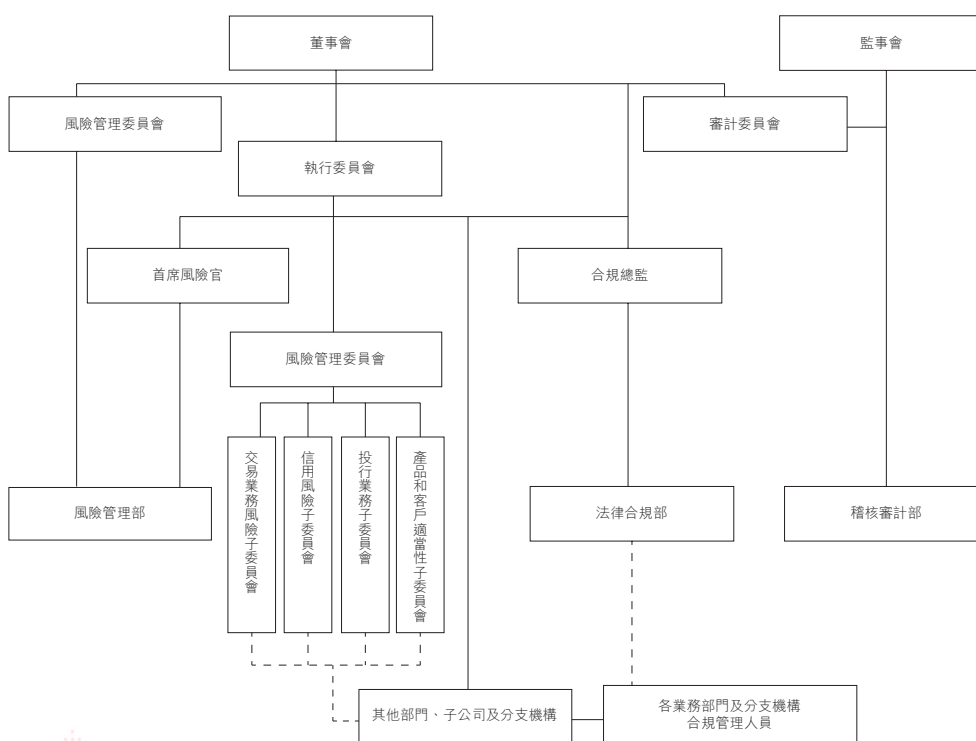 董事會
監事會
風險管理委員會
審計委員會
執行委員會
首席風險官
合規總監
風險管理委員會
交易業務風險子委員會
信用風險子委員會
投行業務子委員會
產品和客戶適當性子委員會
風險管理部
法律合規部
稽核審計部
其他部門、子公司及分支機構
各業務部門及分支機構
合規管理人員